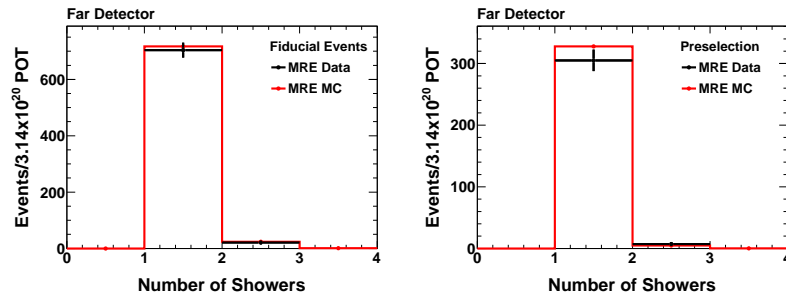 Far Detector
Fiducial Events
MRE Data
MRE MC
Events/3.14x10^20 POT
600
400
200
0
0 1 2 3 4
Number of Showers
Far Detector
Preselection
MRE Data
MRE MC
Events/3.14x10^20 POT
300
200
100
0
0 1 2 3 4
Number of Showers